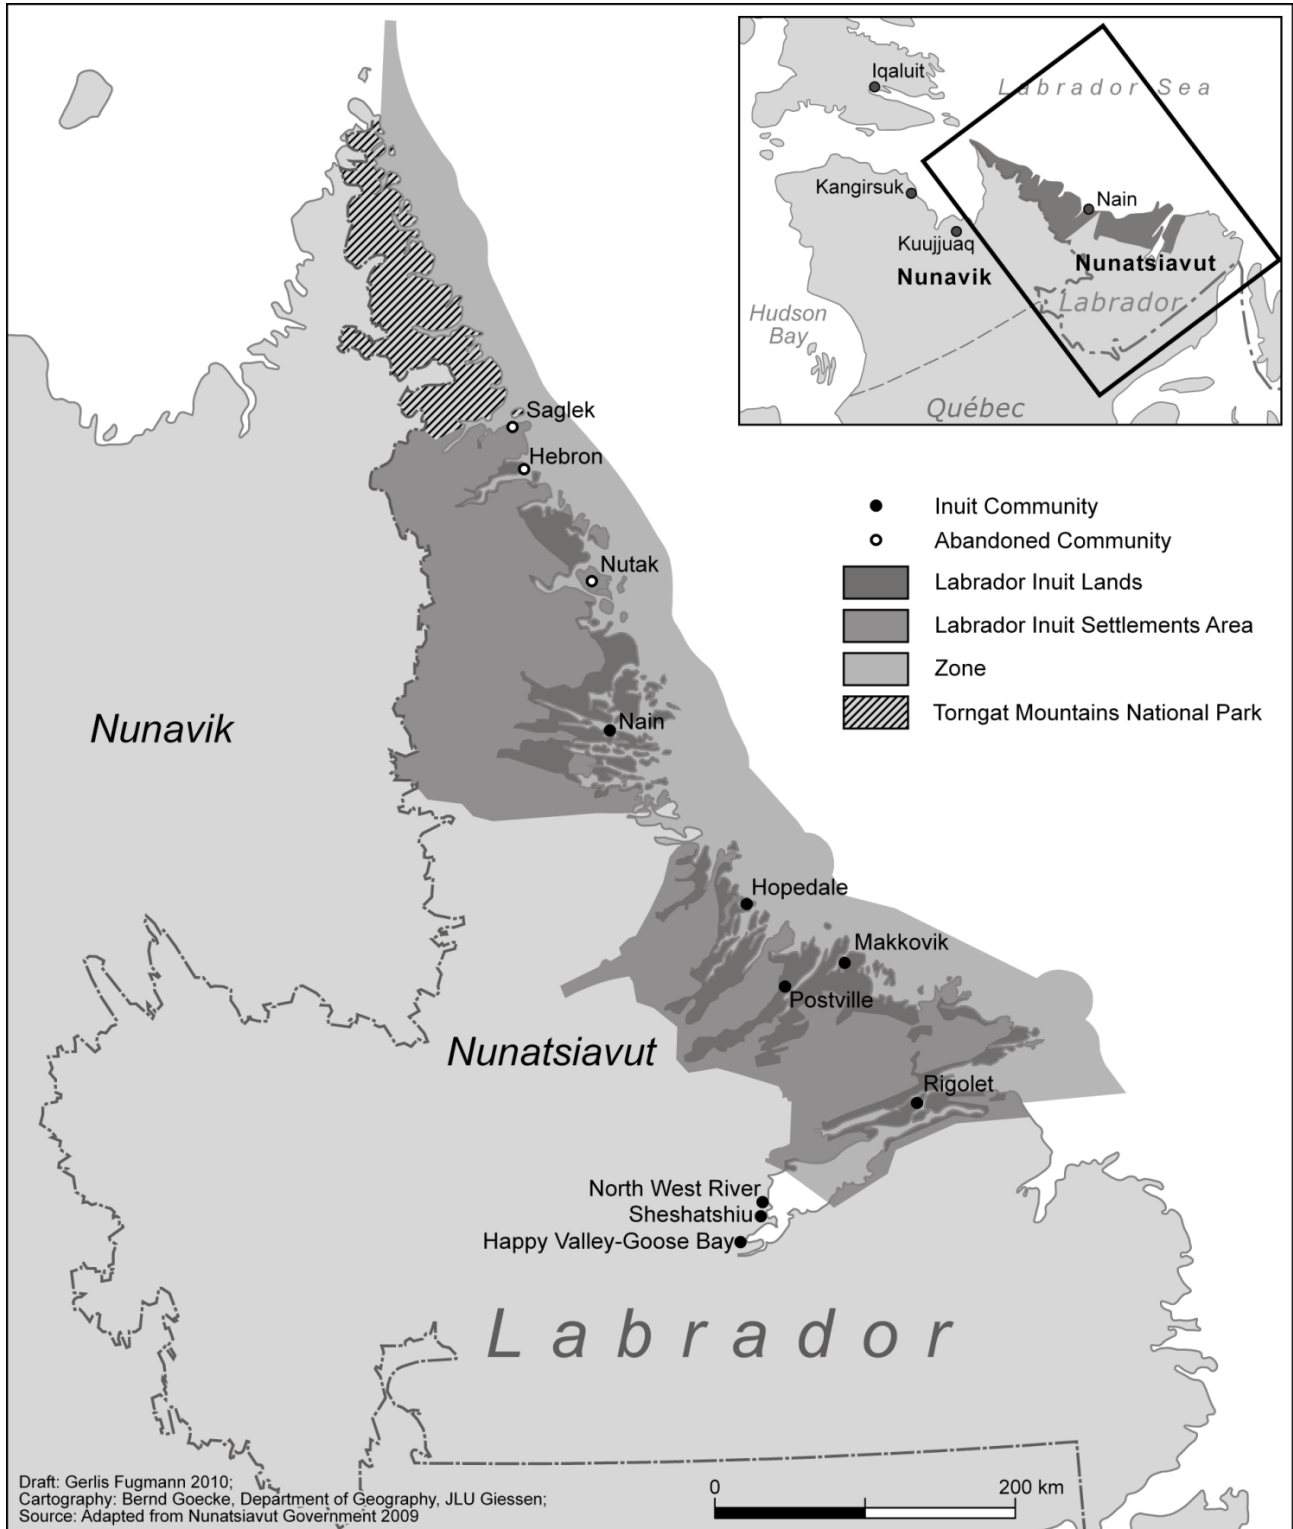 Iqaluit
Labrador Sea
Kangirsuk
Nain
Kuujjuaq
Nunavik
Nunatsiavut
Labrador
Hudson
Bay
Québec
Saglek
Hebron
Nutak
Nain
Nunavik
Inuit Community
Abandoned Community
Labrador Inuit Lands
Labrador Inuit Settlements Area
Zone
Torngat Mountains National Park
Hopedale
Makkovik
Postville
Nunatsiavut
Rigolet
North West River
Sheshatshiu
Happy Valley-Goose Bay
Labrador
Draft: Gerlis Fugmann 2010;
Cartography: Bernd Goecke, Department of Geography, JLU Giessen;
Source: Adapted from Nunatsiavut Government 2009
0 200 km